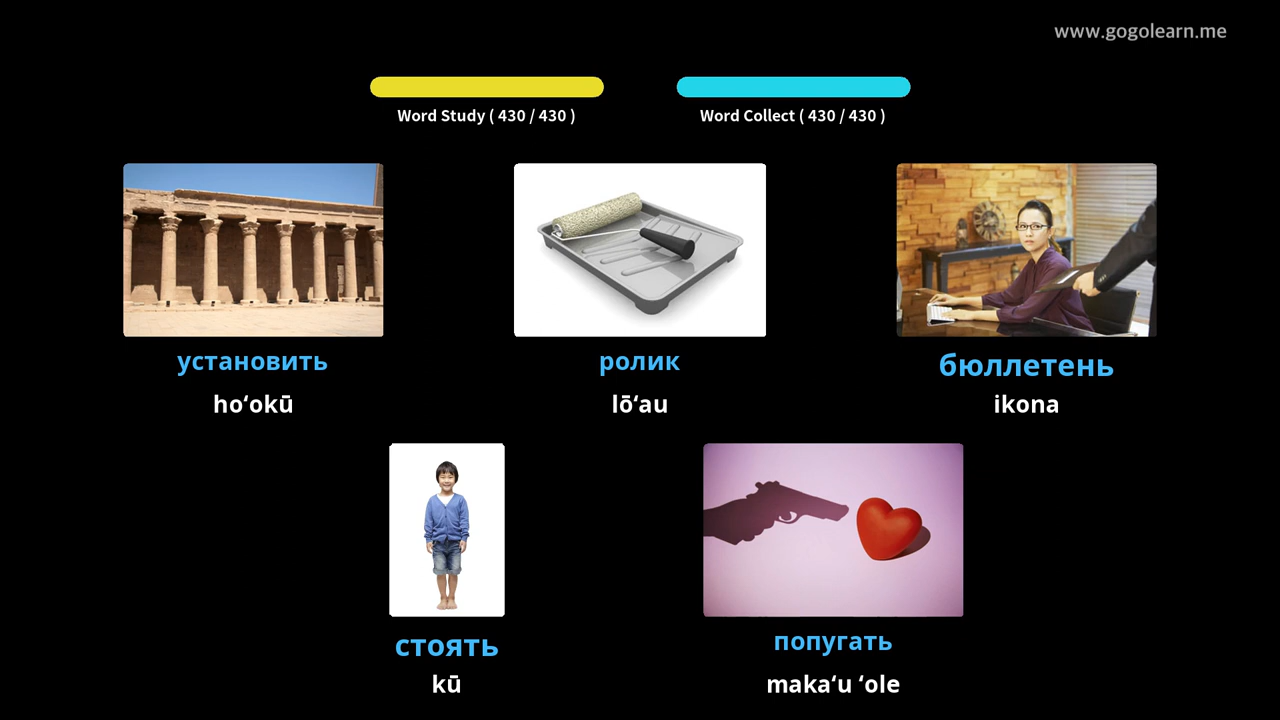 www.gogolearn.me
Word Study ( 430 / 430 )
Word Collect ( 430 / 430 )
установить
hoʻokū
ролик
lōʻau
бюллетень
ikona
стоять
kū
попугать
makaʻu ʻole